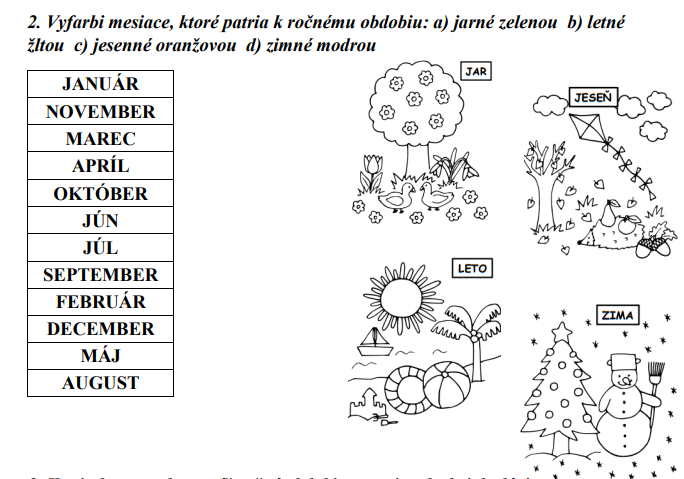 2. Vyfarbi mesiace, ktoré patria k ročnému obdobiu: a) jarné zelenou b) letné
žltou c) jesenné oranžovou d) zimné modrou
JANUÁR
NOVEMBER
MAREC
APRÍL
OKTÓBER
JÚN
JÚL
SEPTEMBER
FEBRUÁR
DECEMBER
MÁJ
AUGUST
JAR
JESEŇ
LETO
ZIMA